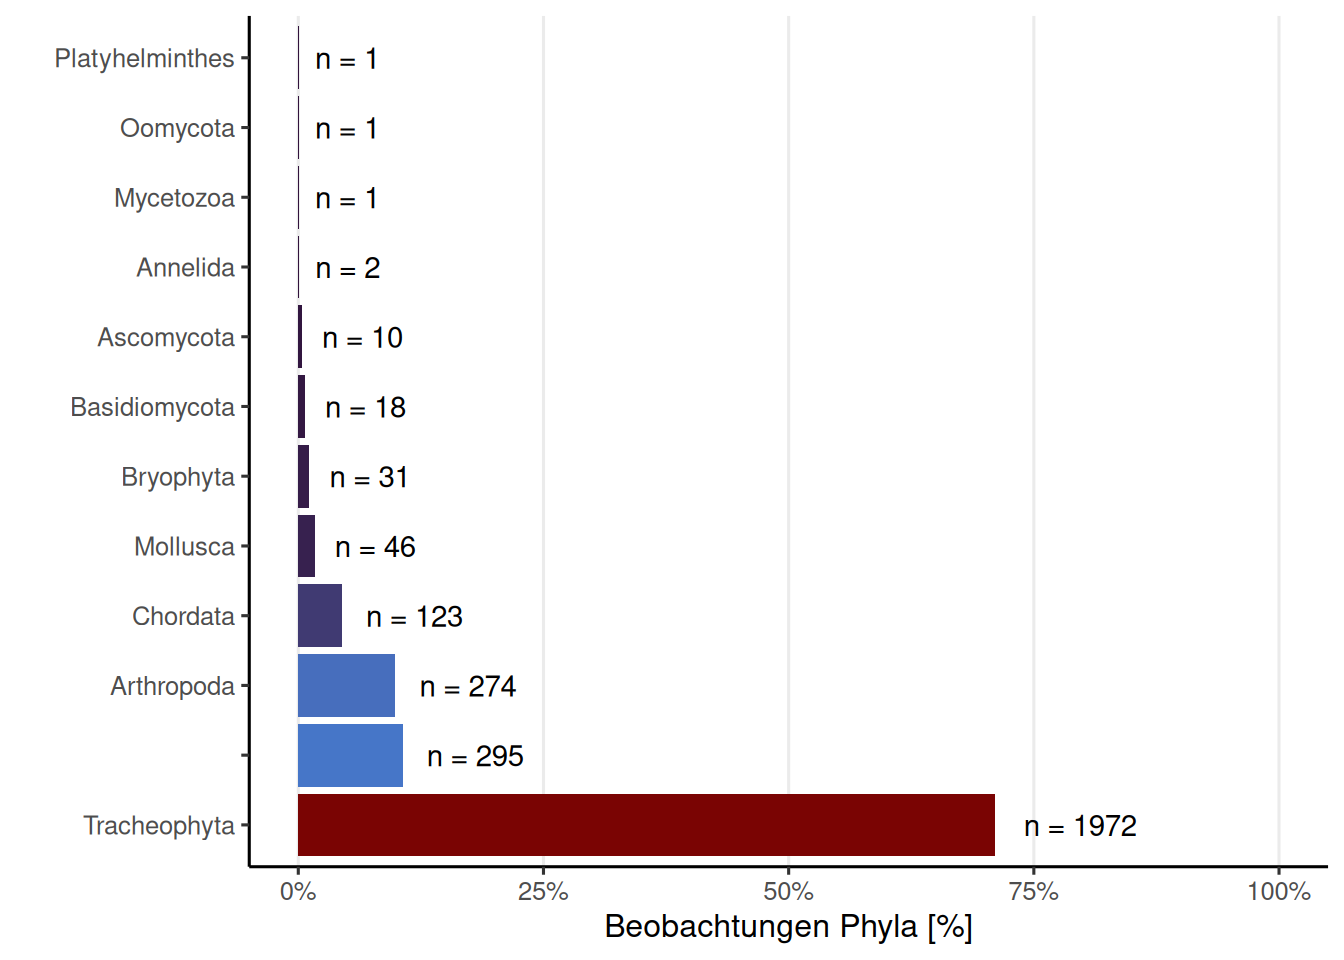 Platyhelminthes n = 1
Oomycota n = 1
Mycetozoa n = 1
Annelida n = 2
Ascomycota n = 10
Basidiomycota n = 18
Bryophyta n = 31
Mollusca n = 46
Chordata n = 123
Arthropoda n = 274
n = 295
Tracheophyta n = 1972
0% 25% 50% 75% 100%
Beobachtungen Phyla [%]